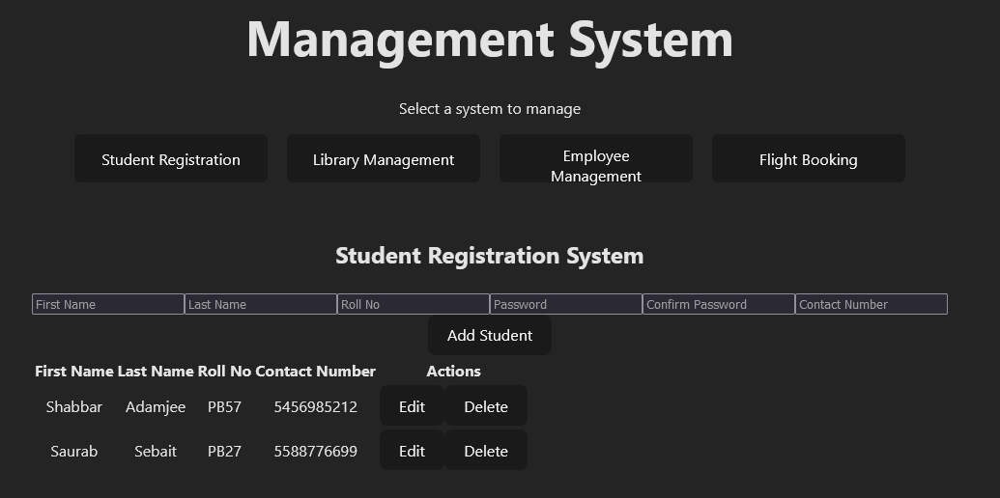 Management System
Select a system to manage
Student Registration
Library Management
Employee
Management
Flight Booking
Student Registration System
First Name Last Name Roll No Password Confirm Password Contact Number
Add Student
First Name Last Name Roll No Contact Number Actions
Shabbar Adamjee PB57 5456985212 Edit Delete
Saurab Sebait PB27 5588776699 Edit Delete